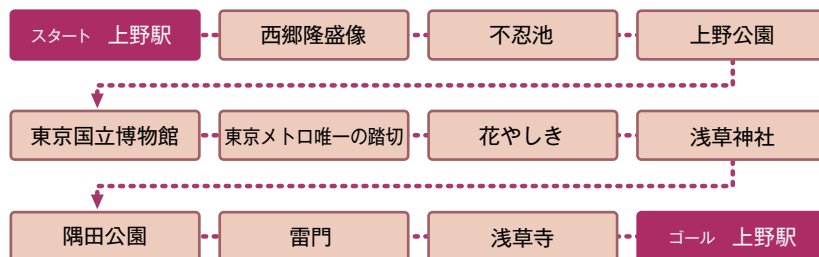 スタート 上野駅
西郷隆盛像
不忍池
上野公園
東京国立博物館
東京メトロ唯一の踏切
花やしき
浅草神社
隅田公園
雷門
浅草寺
ゴール 上野駅